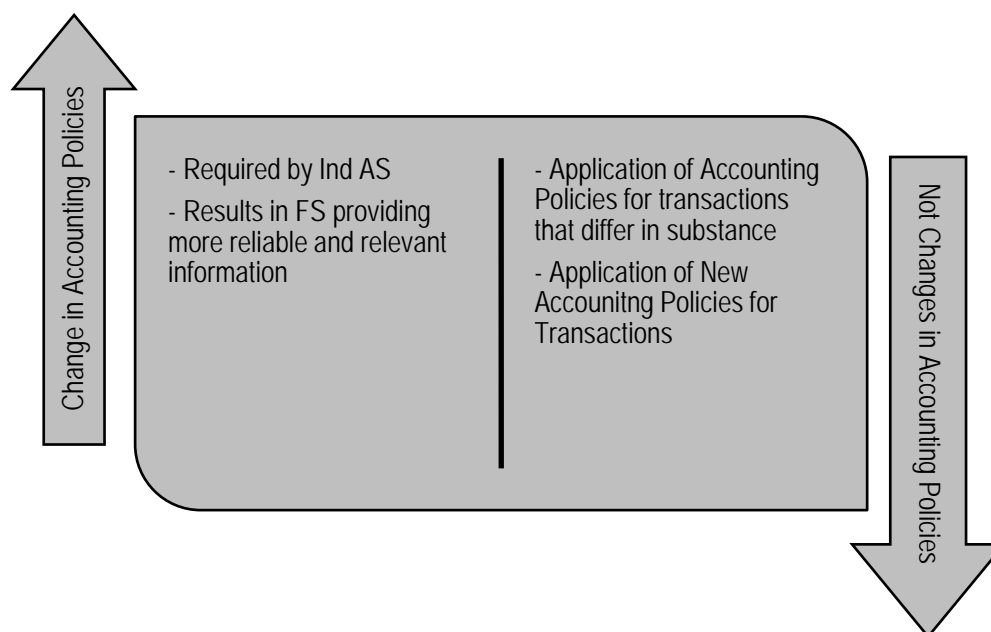 Change in Accounting Policies
- Required by Ind AS
- Results in FS providing
more reliable and relevant
information
- Application of Accounting
Policies for transactions
that differ in substance
- Application of New
Accounitng Policies for
Transactions
Not Changes in Accounting Policies